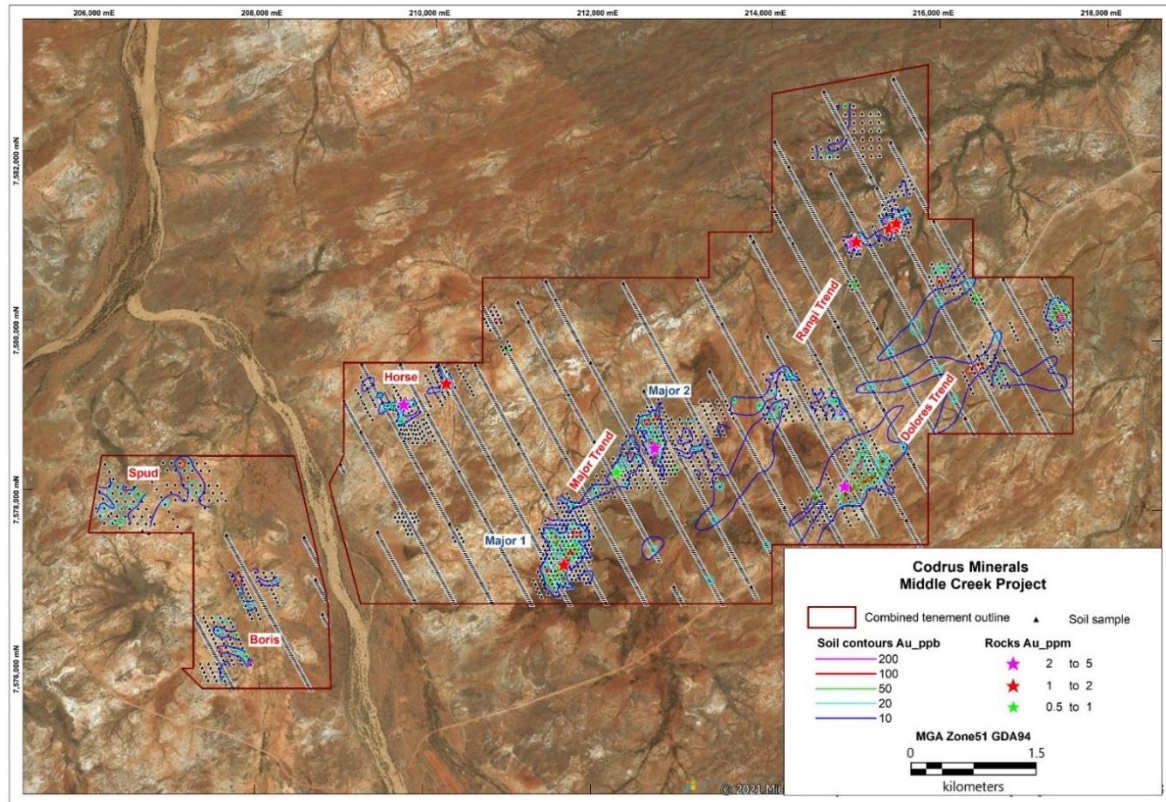 206,000 mE
208,000 mE
210,000 mE
212,000 mE
214,000 mE
216,000 mE
218,000 mE
7,582,000 mN
7,580,000 mN
7,578,000 mN
7,576,000 mN
Rangi Trend
Horse
Major 2
Dolores Trend
Major Trend
Spud
Major 1
Boris
Codrus Minerals
Middle Creek Project
Combined tenement outline
Soil sample
Soil contours Au_ppb
200
100
50
20
10
Rocks Au_ppm
2 to 5
1 to 2
0.5 to 1
MGA Zone51 GDA94
0 1.5
kilometers
© 2021